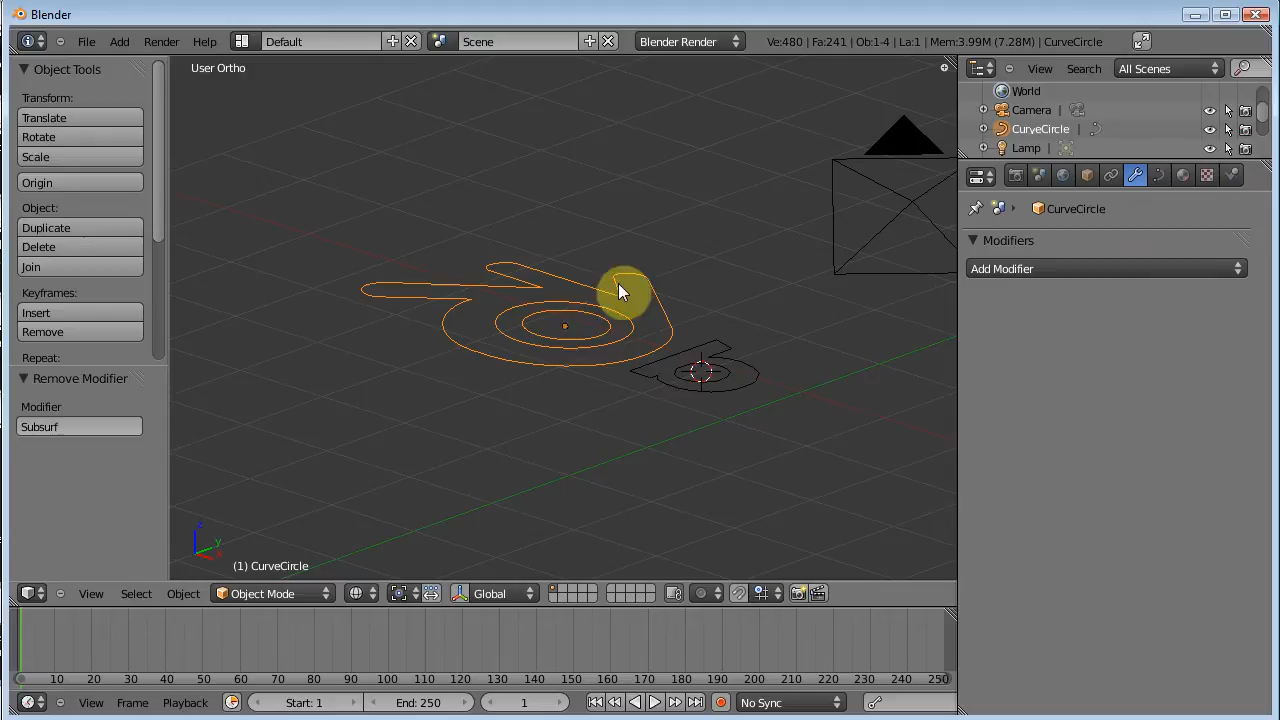 Blender
File Add Render Help Default Scene Blender Render Ve:480 | Fa:241 | Ob:1-4 | La:1 | Mem:3.99M (7.28M) | CurveCircle
Object Tools
Transform:
Translate
Rotate
Scale
Origin
Object:
Duplicate
Delete
Join
Keyframes:
Insert
Remove
Repeat:
Remove Modifier
Modifier
Subsurf
User Ortho
z
y
x
(1) CurveCircle
View Search All Scenes
World
Camera
CurveCircle
Lamp
CurveCircle
Modifiers
Add Modifier
View Select Object Object Mode Global
10 20 30 40 50 60 70 80 90 100 110 120 130 140 150 160 170 180 190 200 210 220 230 240 250
View Frame Playback Start: 1 End: 250 1 No Sync